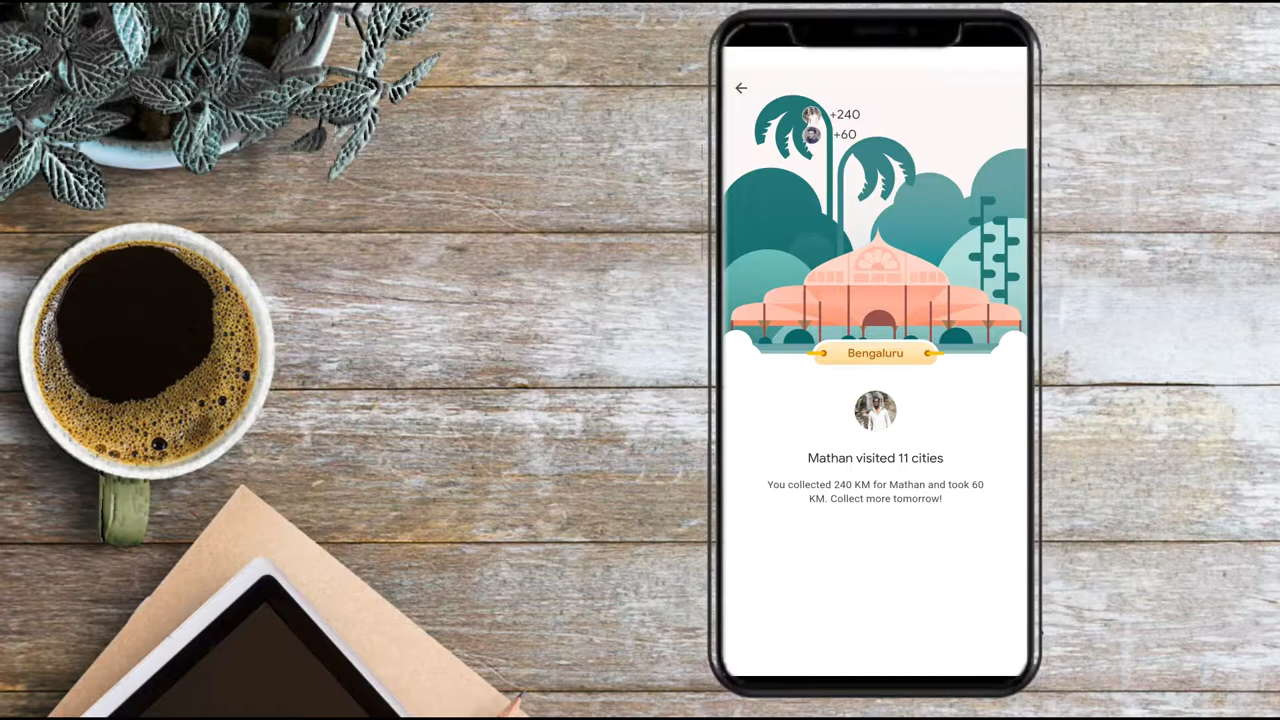 +240
+60
Bengaluru
Mathan visited 11 cities
You collected 240 KM for Mathan and took 60
KM. Collect more tomorrow!